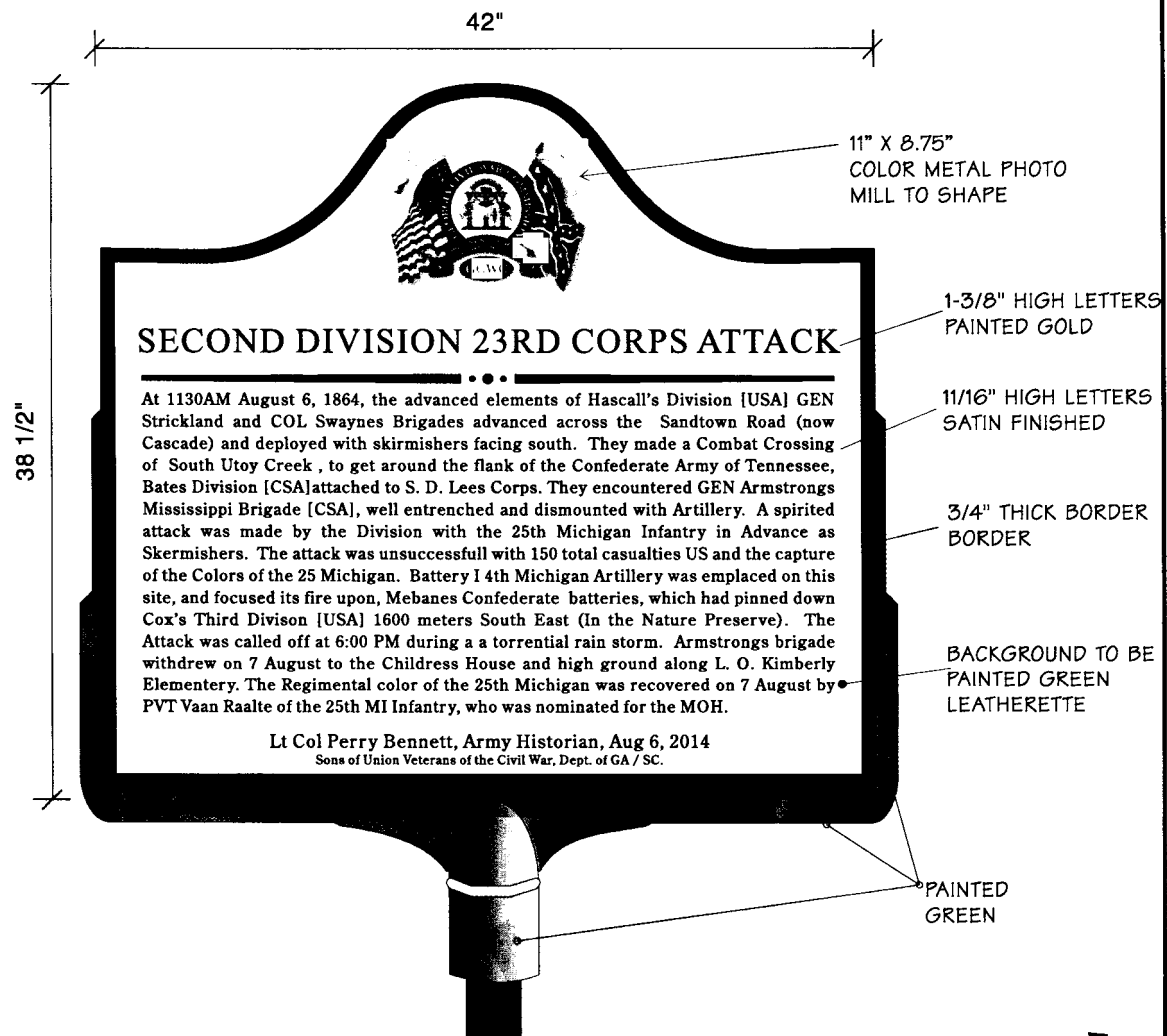 42"
38 1/2"
11" X 8.75"
COLOR METAL PHOTO
MILL TO SHAPE
SECOND DIVISION 23RD CORPS ATTACK
1-3/8" HIGH LETTERS
PAINTED GOLD
At 1130AM August 6, 1864, the advanced elements of Hascall's Division [USA] GEN
Strickland and COL Swaynes Brigades advanced across the Sandtown Road (now
Cascade) and deployed with skirmishers facing south. They made a Combat Crossing
of South Utoy Creek , to get around the flank of the Confederate Army of Tennessee,
Bates Division [CSA]attached to S. D. Lees Corps. They encountered GEN Armstrongs
Mississippi Brigade [CSA], well entrenched and dismounted with Artillery. A spirited
attack was made by the Division with the 25th Michigan Infantry in Advance as
Skermishers. The attack was unsuccessfull with 150 total casualties US and the capture
of the Colors of the 25 Michigan. Battery I 4th Michigan Artillery was emplaced on this
site, and focused its fire upon, Mebanes Confederate batteries, which had pinned down
Cox's Third Divison [USA] 1600 meters South East (In the Nature Preserve). The
Attack was called off at 6:00 PM during a a torrential rain storm. Armstrongs brigade
withdrew on 7 August to the Childress House and high ground along L. O. Kimberly
Elementery. The Regimental color of the 25th Michigan was recovered on 7 August by
PVT Vaan Raalte of the 25th MI Infantry, who was nominated for the MOH.
Lt Col Perry Bennett, Army Historian, Aug 6, 2014
Sons of Union Veterans of the Civil War, Dept. of GA / SC.
11/16" HIGH LETTERS
SATIN FINISHED
3/4" THICK BORDER
BORDER
BACKGROUND TO BE
PAINTED GREEN
LEATHERETTE
PAINTED
GREEN